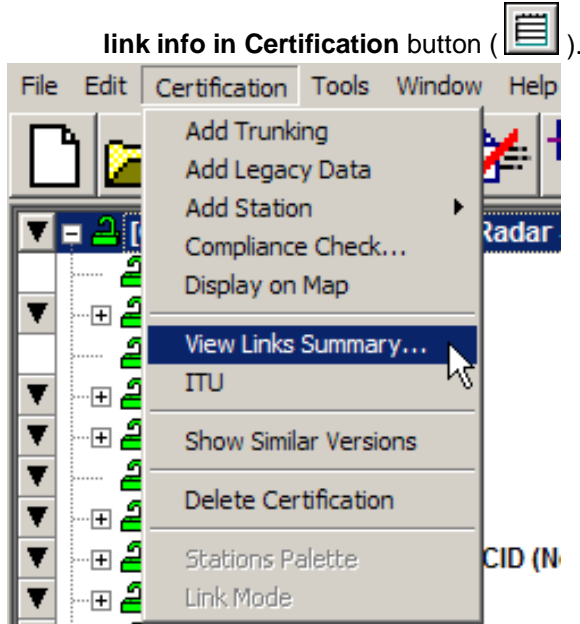 link info in Certification button ( ).
File Edit Certification Tools Window Help
Add Trunking
Add Legacy Data
Add Station
Compliance Check...
Display on Map
Radar
View Links Summary...
ITU
Show Similar Versions
Delete Certification
Stations Palette
CID (N
Link Mode